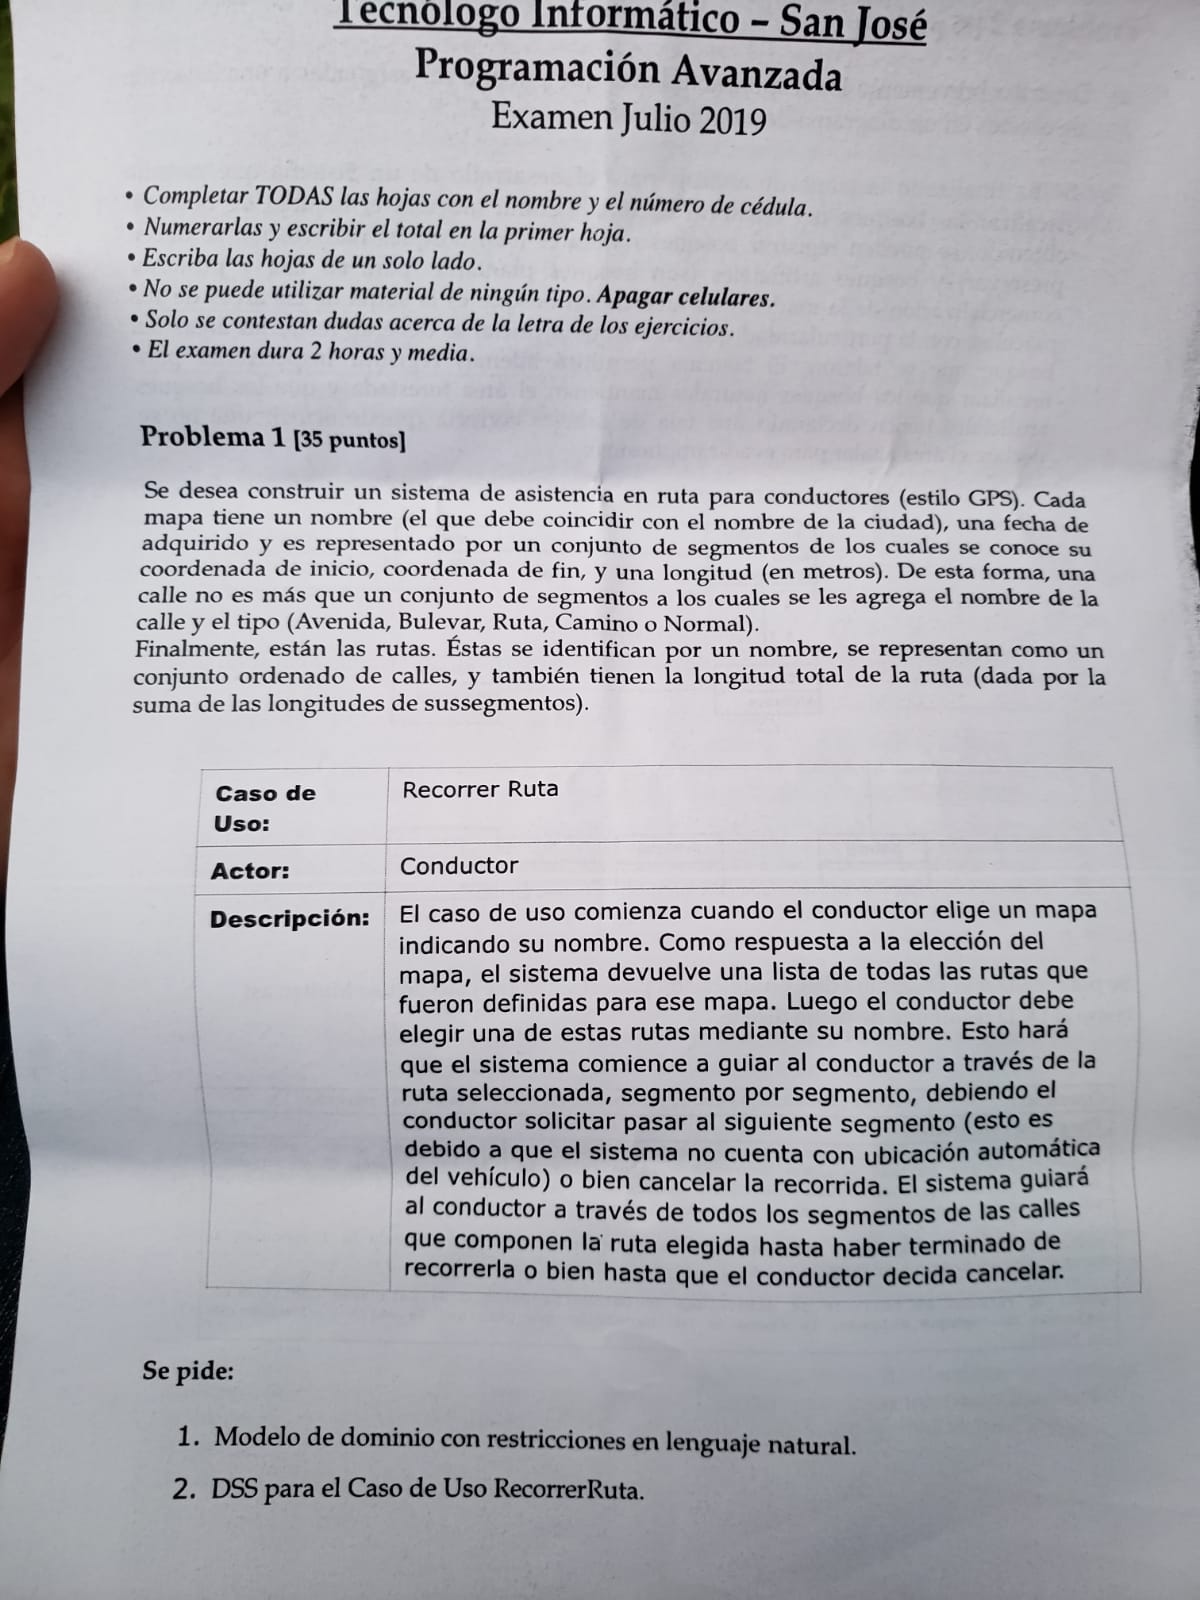 Tecnólogo Informático – San José
Programación Avanzada
Examen Julio 2019
• Completar TODAS las hojas con el nombre y el número de cédula.
• Numerarlas y escribir el total en la primer hoja.
• Escriba las hojas de un solo lado.
• No se puede utilizar material de ningún tipo. Apagar celulares.
• Solo se contestan dudas acerca de la letra de los ejercicios.
• El examen dura 2 horas y media.
Problema 1 [35 puntos]
Se desea construir un sistema de asistencia en ruta para conductores (estilo GPS). Cada
mapa tiene un nombre (el que debe coincidir con el nombre de la ciudad), una fecha de
adquirido y es representado por un conjunto de segmentos de los cuales se conoce su
coordenada de inicio, coordenada de fin, y una longitud (en metros). De esta forma, una
calle no es más que un conjunto de segmentos a los cuales se les agrega el nombre de la
calle y el tipo (Avenida, Bulevar, Ruta, Camino o Normal).
Finalmente, están las rutas. Éstas se identifican por un nombre, se representan como un
conjunto ordenado de calles, y también tienen la longitud total de la ruta (dada por la
suma de las longitudes de sussegmentos).
Caso de
Uso:
Recorrer Ruta
Actor:
Conductor
Descripción:
El caso de uso comienza cuando el conductor elige un mapa
indicando su nombre. Como respuesta a la elección del
mapa, el sistema devuelve una lista de todas las rutas que
fueron definidas para ese mapa. Luego el conductor debe
elegir una de estas rutas mediante su nombre. Esto hará
que el sistema comience a guiar al conductor a través de la
ruta seleccionada, segmento por segmento, debiendo el
conductor solicitar pasar al siguiente segmento (esto es
debido a que el sistema no cuenta con ubicación automática
del vehículo) o bien cancelar la recorrida. El sistema guiará
al conductor a través de todos los segmentos de las calles
que componen la ruta elegida hasta haber terminado de
recorrerla o bien hasta que el conductor decida cancelar.
Se pide:
1. Modelo de dominio con restricciones en lenguaje natural.
2. DSS para el Caso de Uso RecorrerRuta.